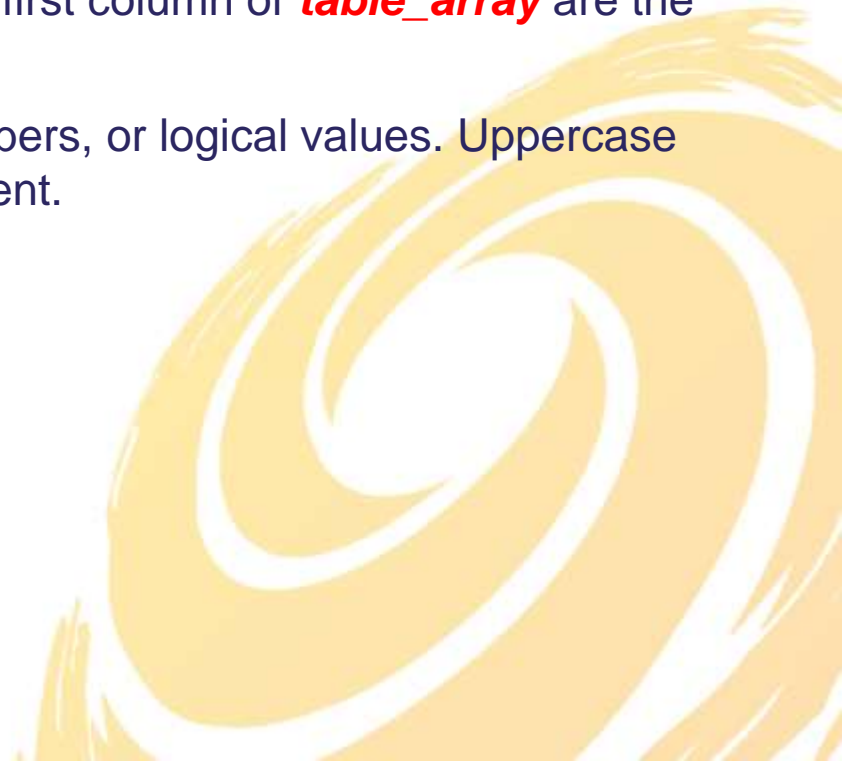 first column of table_array are the
bers, or logical values. Uppercase
ent.